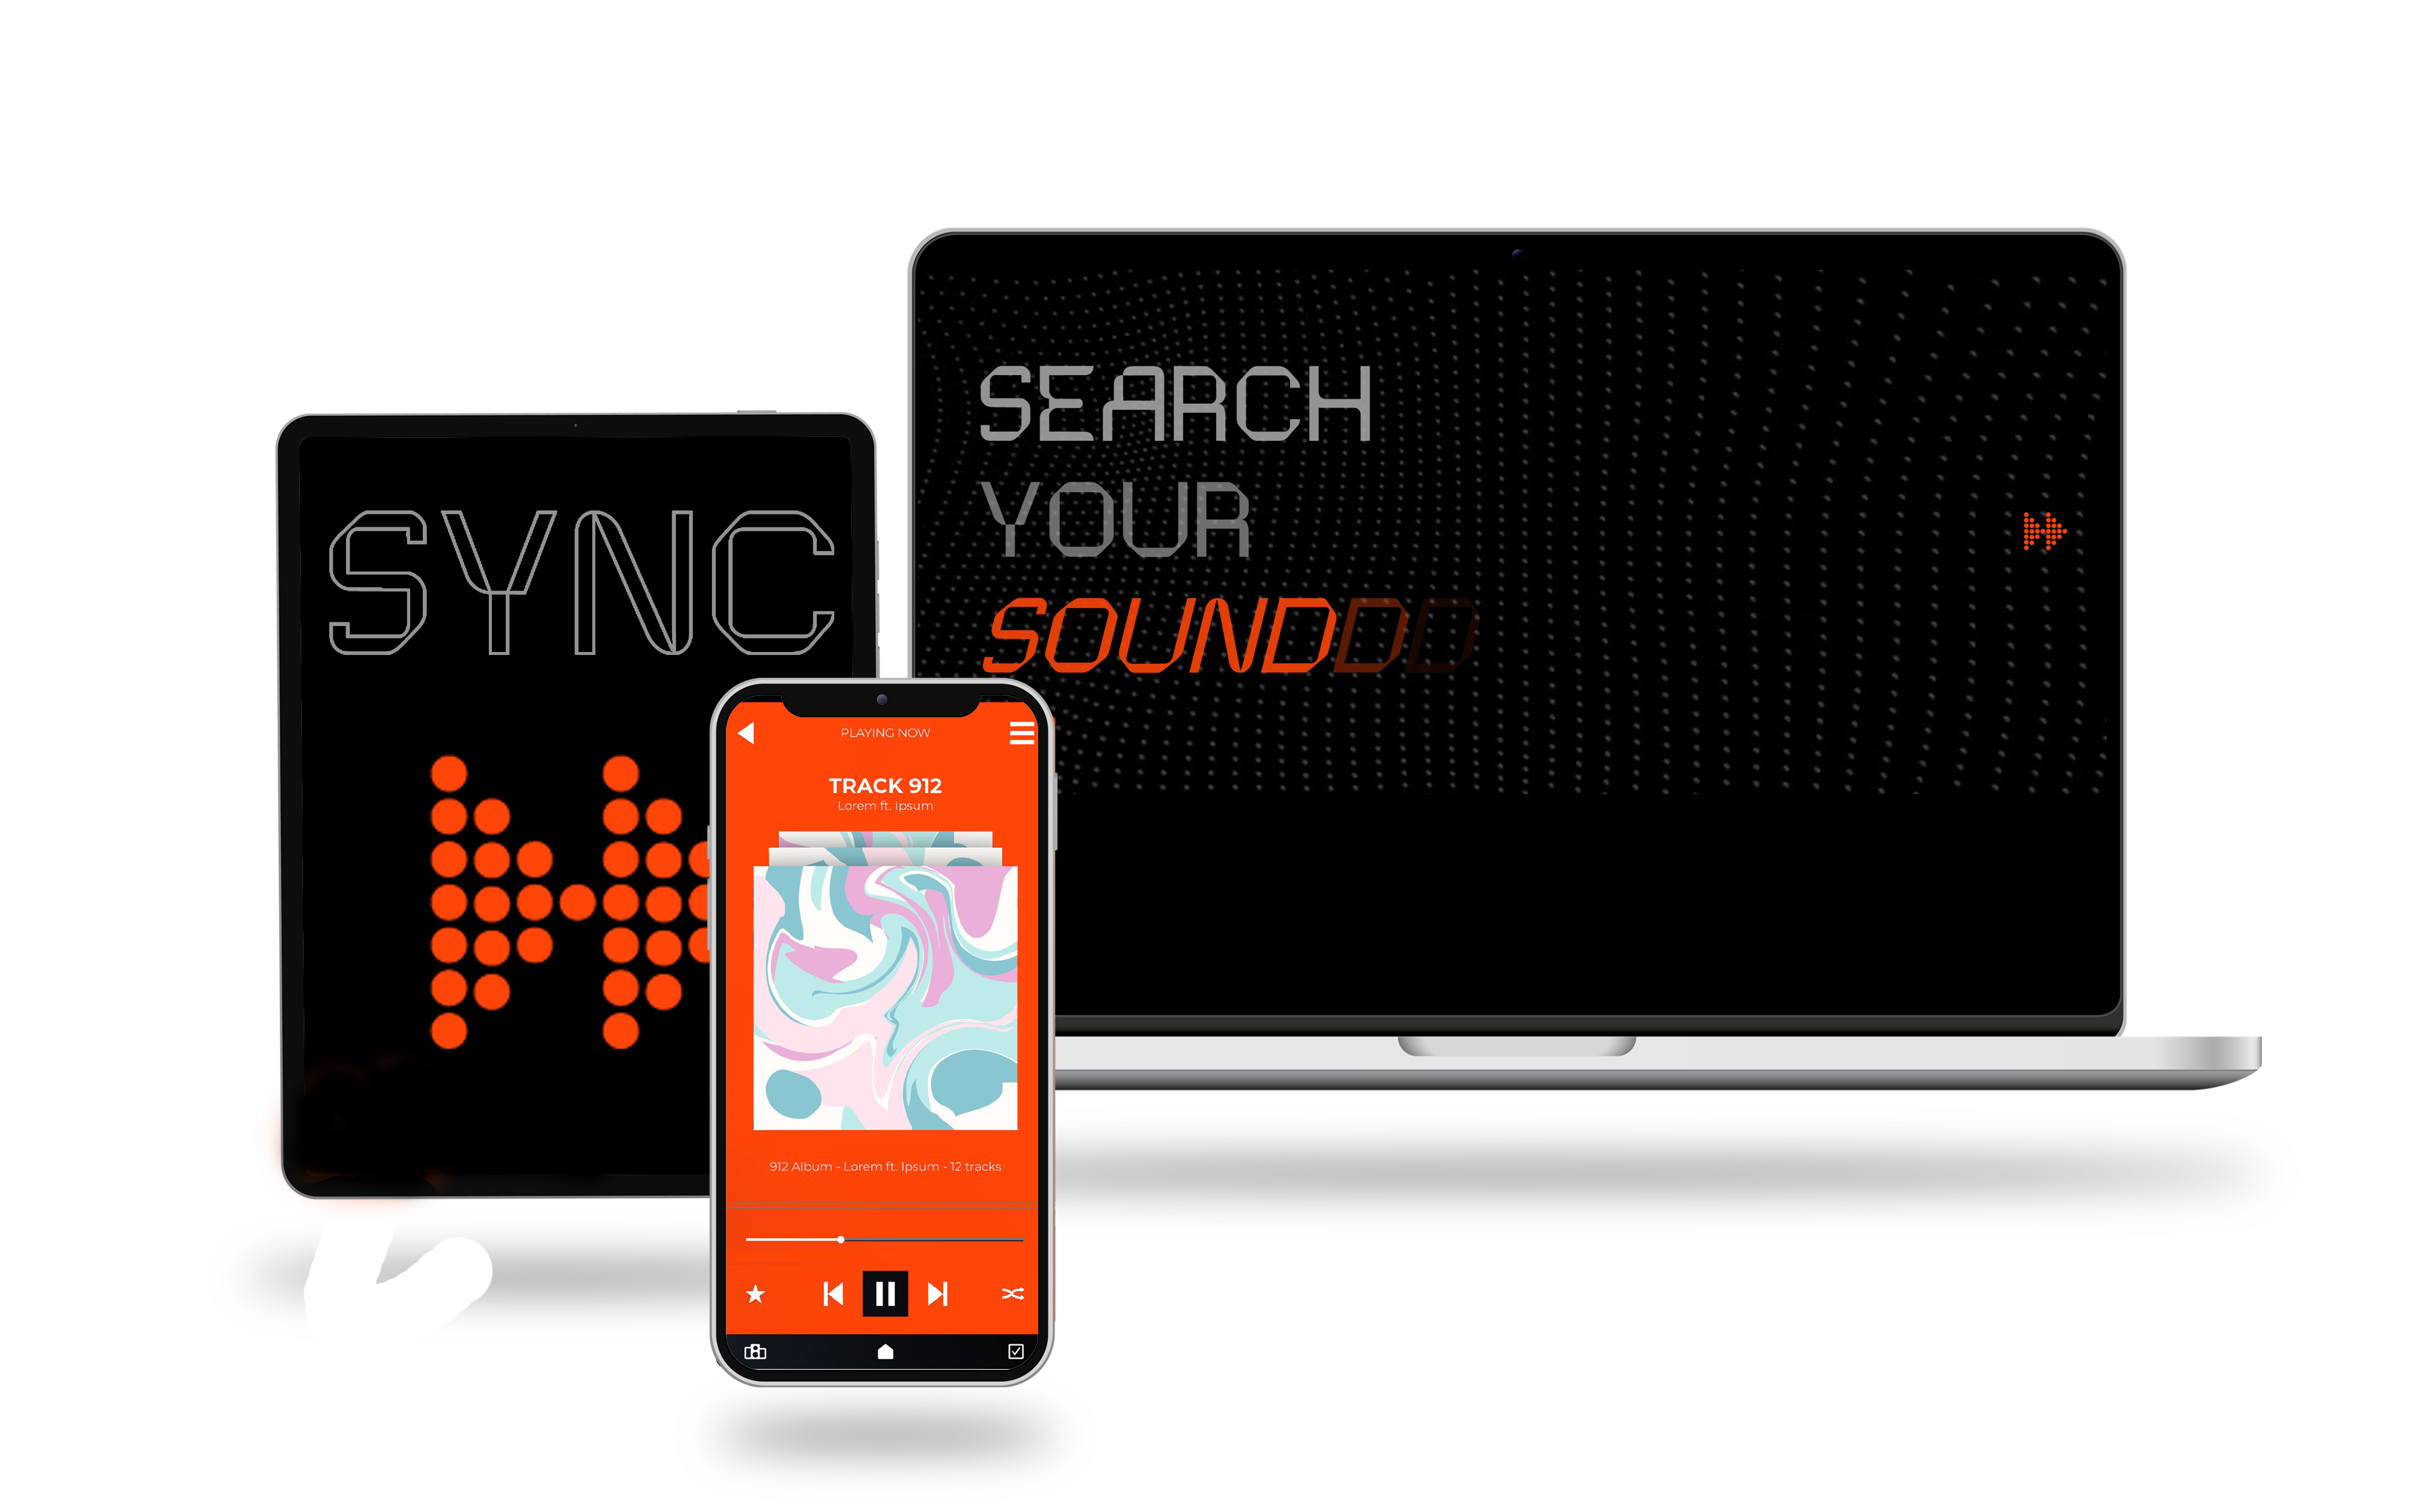 SYNC
SEARCH
YOUR
SOUNDDD
PLAYING NOW
TRACK 912
Lorem ft. Ipsum
912 Album - Lorem ft. Ipsum - 12 tracks